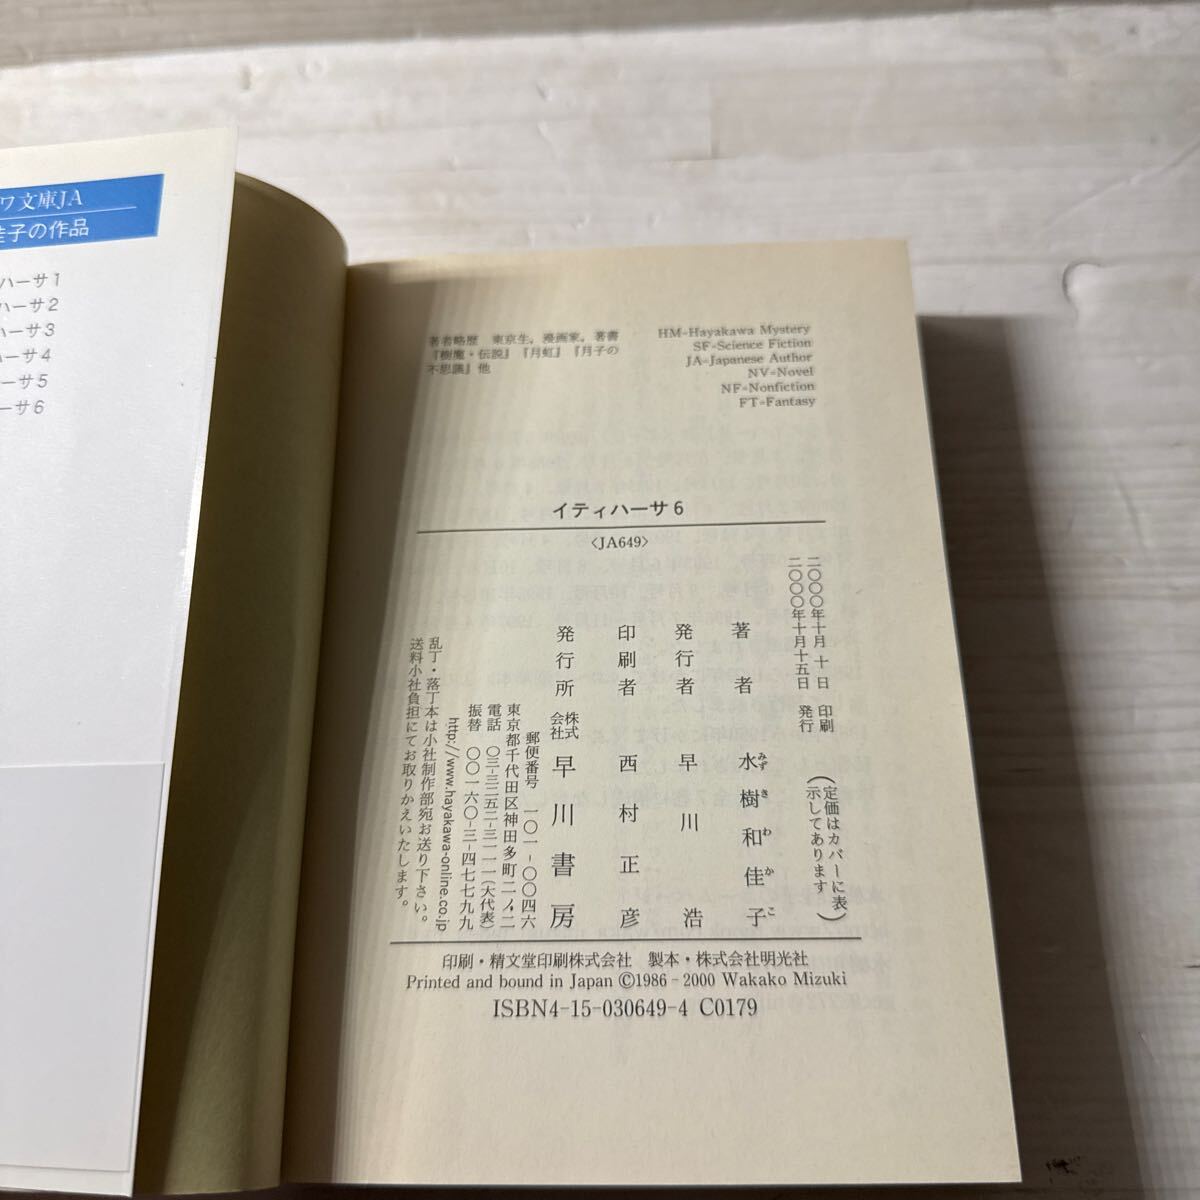 ワ文庫JA
佳子の作品
ハーサ1
ハーサ2
ハーサ3
ハーサ4
ーサ5
ーサ6
著者略歴 東京生，漫画家，著書
『樹魔・伝説』『月虹』『月子の
不思議』他
HM=Hayakawa Mystery
SF=Science Fiction
JA=Japanese Author
NV=Novel
NF=Nonfiction
FT=Fantasy
イティハーサ6
〈JA649〉
二〇〇〇年十月 十日 印刷
二〇〇〇年十月十五日 発行
（定価はカバーに表示してあります）
著者 水樹和佳子
みずきわかこ
発行者 早川 浩
印刷者 西村正彦
発行所 株式会社 早川書房
郵便番号 一〇一-〇〇四六
東京都千代田区神田多町二ノ二
電話 〇三-三二五二-三一一一（大代表）
振替 〇〇一六〇-三-四七七九九
http://www.hayakawa-online.co.jp
乱丁・落丁本は小社制作部宛お送り下さい。
送料小社負担にてお取りかえいたします。
印刷・精文堂印刷株式会社 製本・株式会社明光社
Printed and bound in Japan ©1986-2000 Wakako Mizuki
ISBN4-15-030649-4 C0179